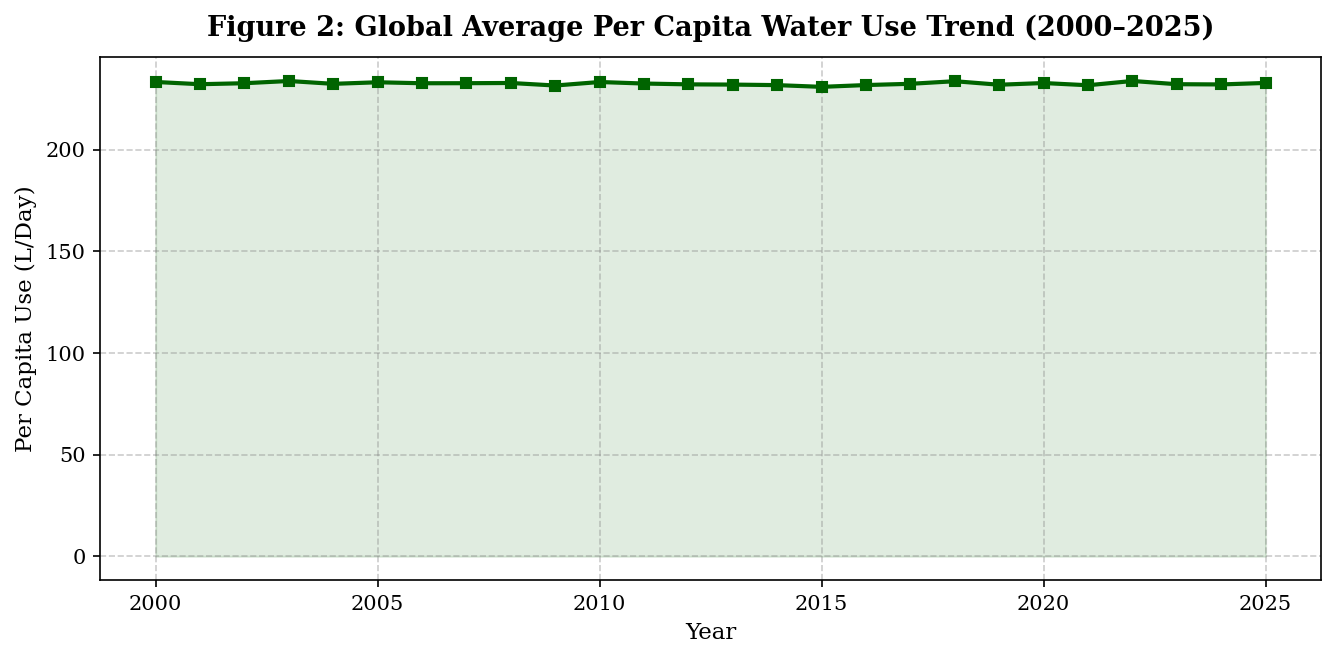 Figure 2: Global Average Per Capita Water Use Trend (2000–2025)
Per Capita Use (L/Day)
200
150
100
50
0
2000 2005 2010 2015 2020 2025
Year